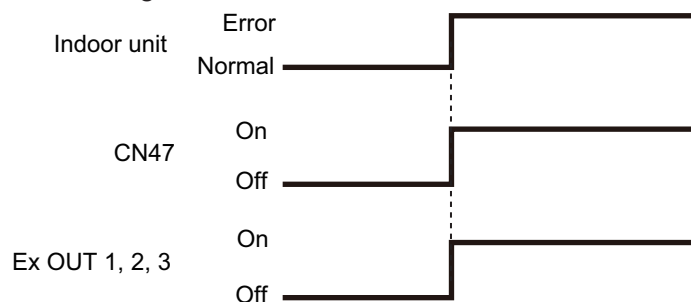 Error
Indoor unit
Normal
On
CN47
Off
On
Ex OUT 1, 2, 3
Off